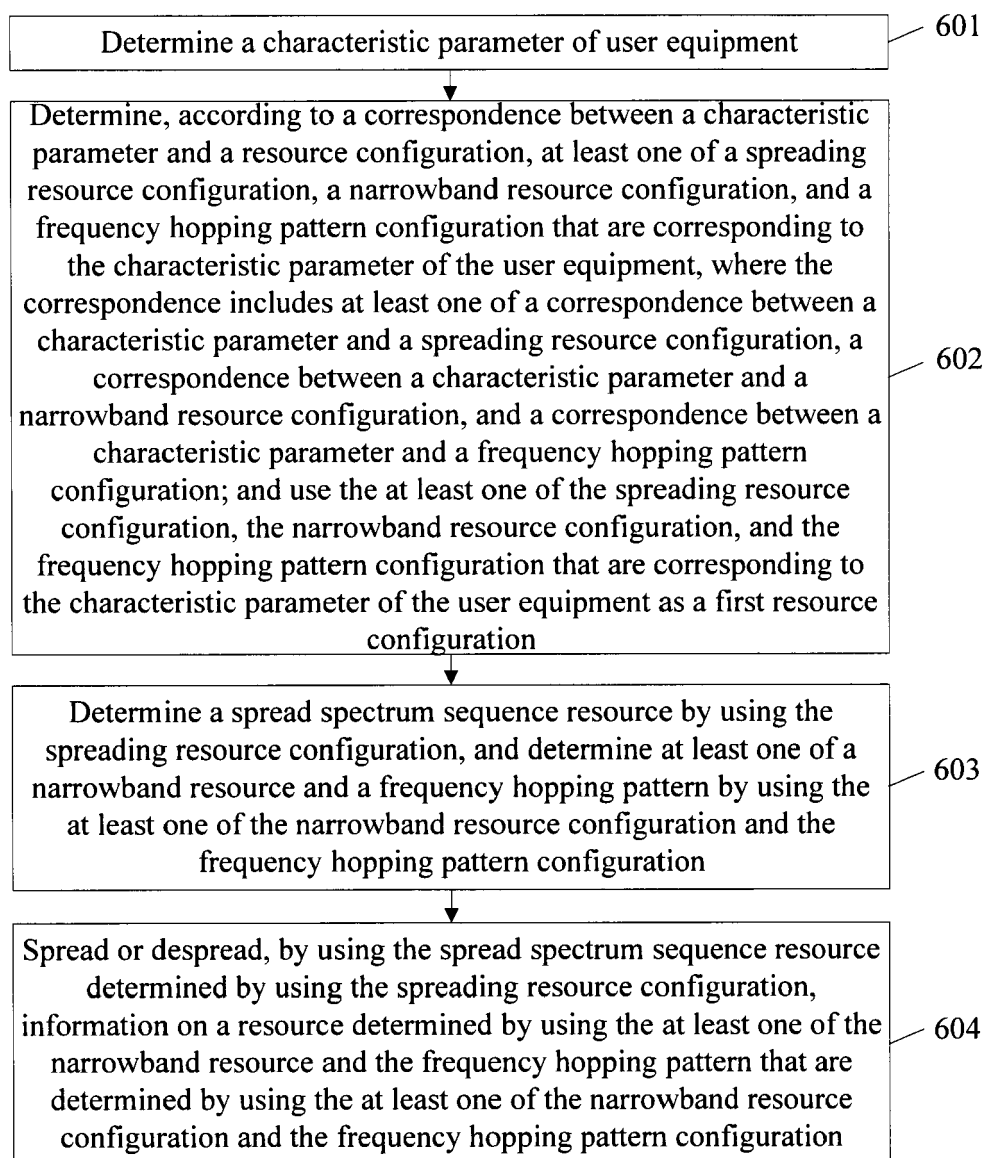 Determine a characteristic parameter of user equipment
601
Determine, according to a correspondence between a characteristic
parameter and a resource configuration, at least one of a spreading
resource configuration, a narrowband resource configuration, and a
frequency hopping pattern configuration that are corresponding to
the characteristic parameter of the user equipment, where the
correspondence includes at least one of a correspondence between a
characteristic parameter and a spreading resource configuration, a
correspondence between a characteristic parameter and a
narrowband resource configuration, and a correspondence between a
characteristic parameter and a frequency hopping pattern
configuration; and use the at least one of the spreading resource
configuration, the narrowband resource configuration, and the
frequency hopping pattern configuration that are corresponding to
the characteristic parameter of the user equipment as a first resource
configuration
602
Determine a spread spectrum sequence resource by using the
spreading resource configuration, and determine at least one of a
narrowband resource and a frequency hopping pattern by using the
at least one of the narrowband resource configuration and the
frequency hopping pattern configuration
603
Spread or despread, by using the spread spectrum sequence resource
determined by using the spreading resource configuration,
information on a resource determined by using the at least one of the
narrowband resource and the frequency hopping pattern that are
determined by using the at least one of the narrowband resource
configuration and the frequency hopping pattern configuration
604